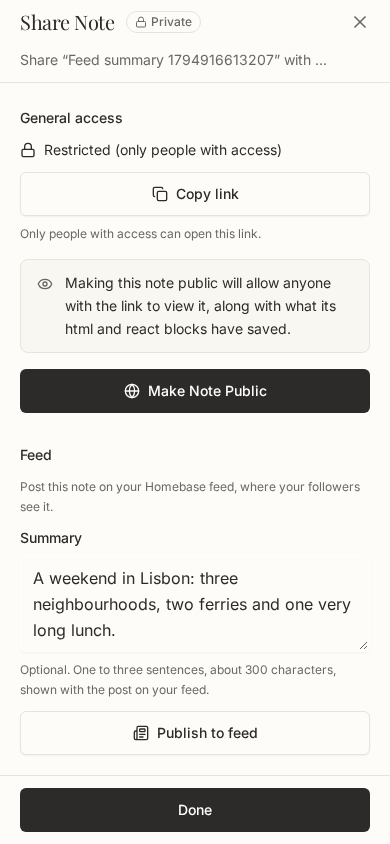 Share Note
Private
Share “Feed summary 1794916613207” with ...
General access
Restricted (only people with access)
Copy link
Only people with access can open this link.
Making this note public will allow anyone
with the link to view it, along with what its
html and react blocks have saved.
Make Note Public
Feed
Post this note on your Homebase feed, where your followers
see it.
Summary
A weekend in Lisbon: three
neighbourhoods, two ferries and one very
long lunch.
Optional. One to three sentences, about 300 characters,
shown with the post on your feed.
Publish to feed
Done